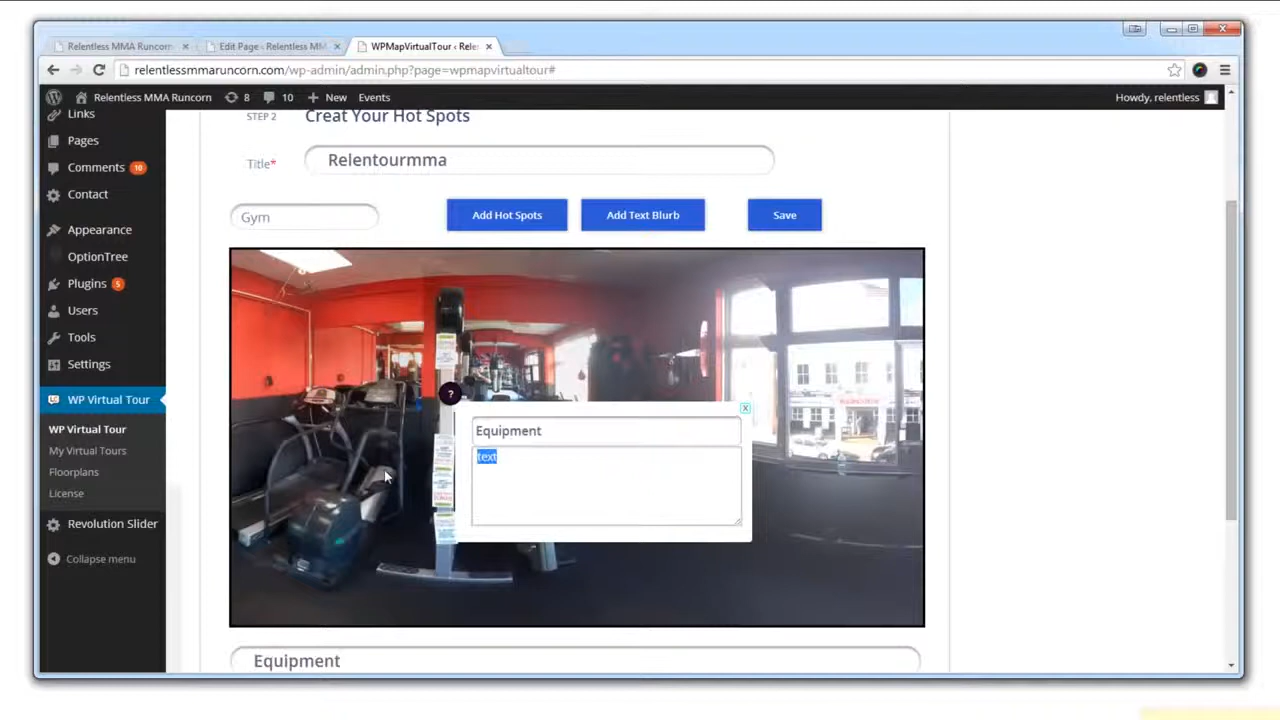 Relentless MMA Runcorn
Edit Page ‹ Relentless MM
WPMapVirtualTour ‹ Rele
relentlessmmaruncorn.com/wp-admin/admin.php?page=wpmapvirtualtour#
Relentless MMA Runcorn 8 10 New Events Howdy, relentless
Links
Pages
Comments 10
Contact
Appearance
OptionTree
Plugins 5
Users
Tools
Settings
WP Virtual Tour
WP Virtual Tour
My Virtual Tours
Floorplans
License
Revolution Slider
Collapse menu
STEP 2 Creat Your Hot Spots
Title* Relentourmma
Gym Add Hot Spots Add Text Blurb Save
?
x
Equipment
text
Equipment